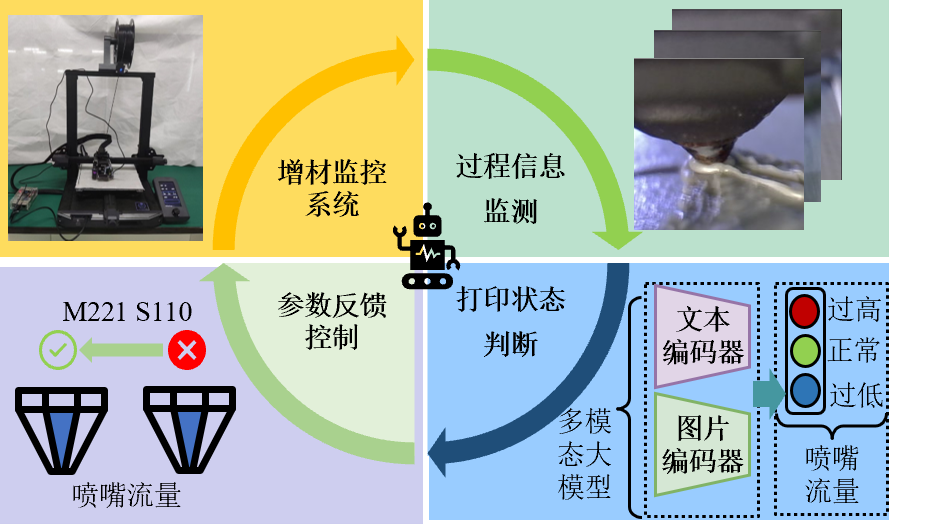 增材监控
系统
过程信息
监测
打印状态
判断
文本
编码器
图片
编码器
多模
态大
模型
过高
正常
过低
喷嘴
流量
参数反馈
控制
M221 S110
喷嘴流量